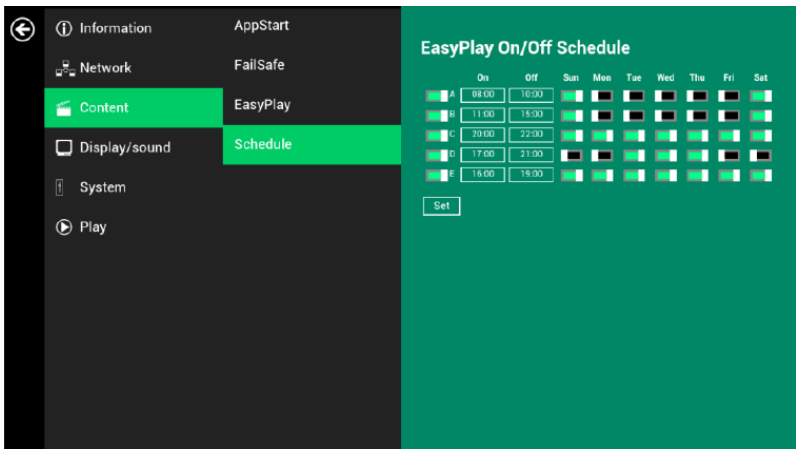 Information
Network
Content
Display/sound
System
Play
AppStart
FailSafe
EasyPlay
Schedule
EasyPlay On/Off Schedule
On Off Sun Mon Tue Wed Thu Fri Sat
A 08:00 10:00
B 11:00 15:00
C 20:00 22:00
D 17:00 21:00
E 16:00 19:00
Set